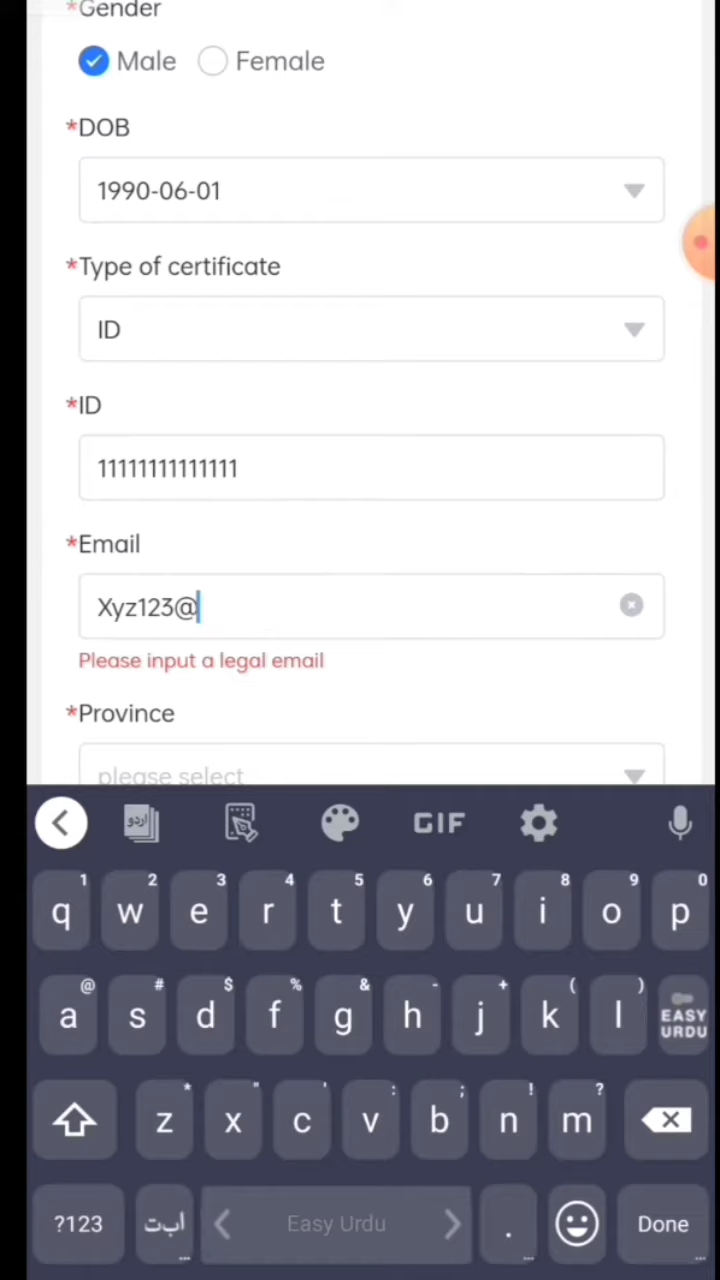 *Gender
Male Female
*DOB
1990-06-01
*Type of certificate
ID
*ID
11111111111111
*Email
Xyz123@
Please input a legal email
*Province
please select
اردو GIF
1 2 3 4 5 6 7 8 9 0
q w e r t y u i o p
@ # $ % & - + ( )
a s d f g h j k l EASY URDU
* " ' : ; ! ?
z x c v b n m
?123 ا ب ت Easy Urdu . Done